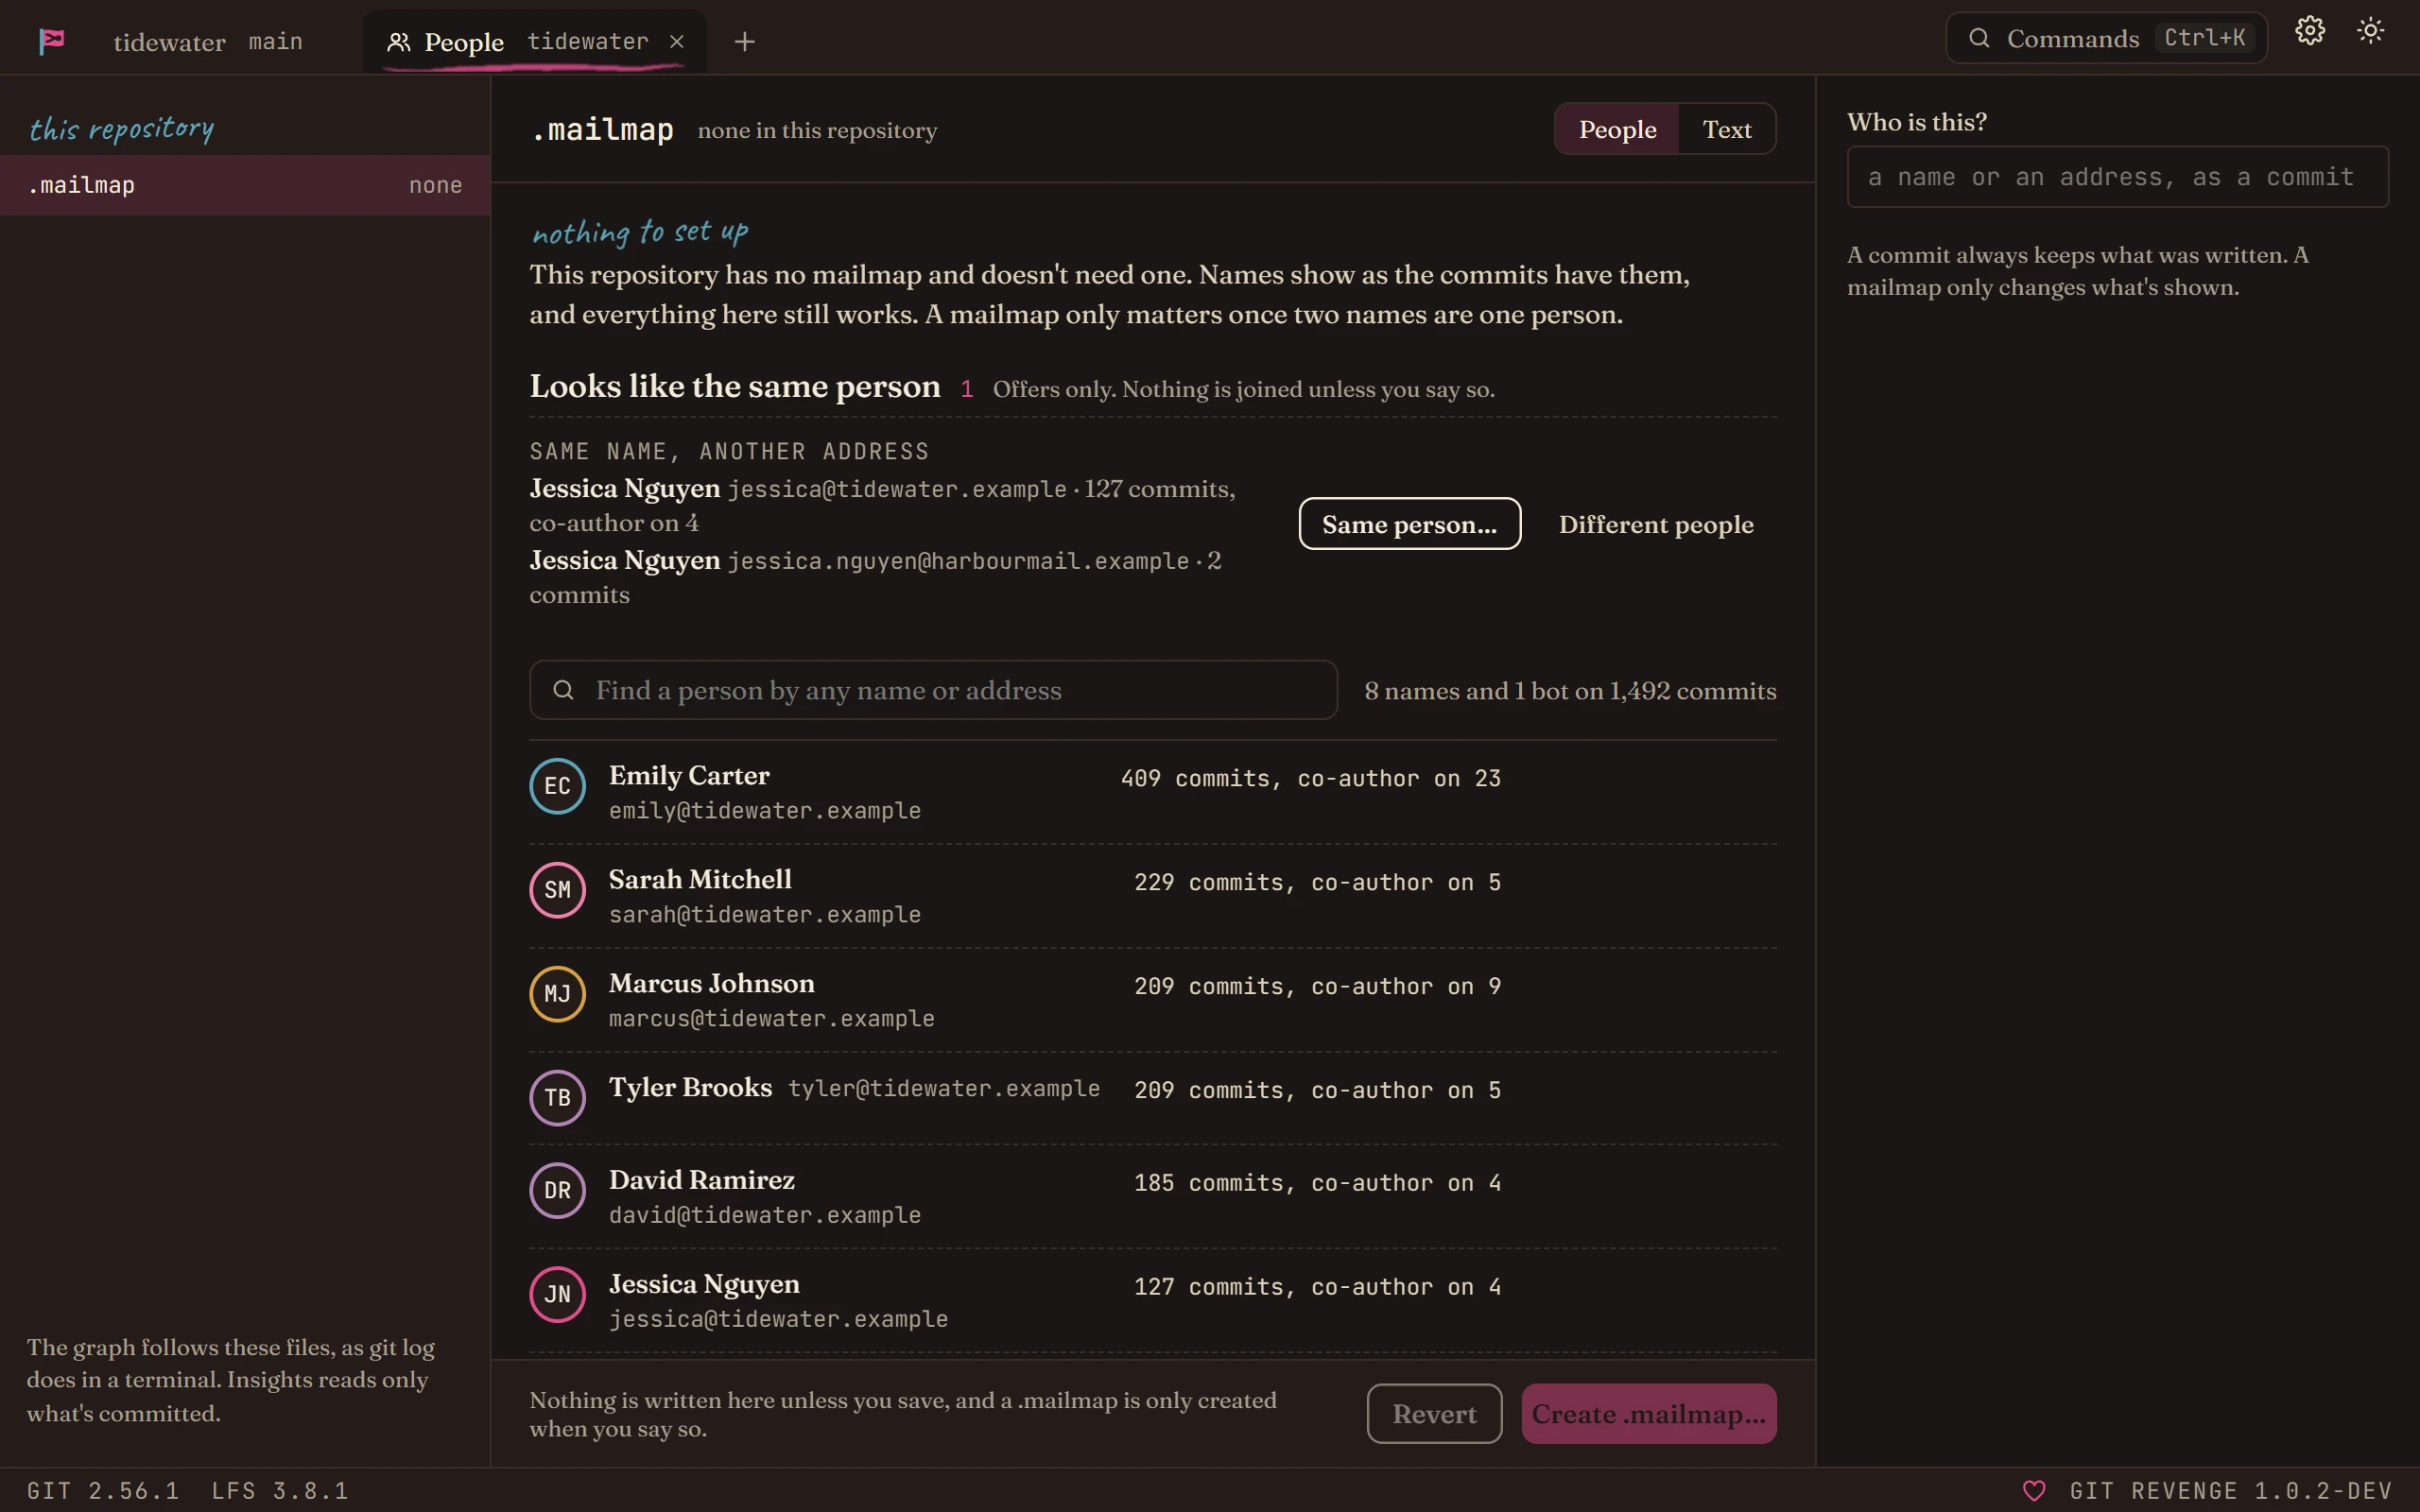 tidewater main
People tidewater
Commands Ctrl+K
this repository
.mailmap none
.mailmap none in this repository
People Text
nothing to set up
This repository has no mailmap and doesn't need one. Names show as the commits have them,
and everything here still works. A mailmap only matters once two names are one person.
Looks like the same person 1 Offers only. Nothing is joined unless you say so.
SAME NAME, ANOTHER ADDRESS
Jessica Nguyen jessica@tidewater.example · 127 commits,
co-author on 4
Jessica Nguyen jessica.nguyen@harbourmail.example · 2
commits
Same person... Different people
Find a person by any name or address
8 names and 1 bot on 1,492 commits
EC Emily Carter 409 commits, co-author on 23
emily@tidewater.example
SM Sarah Mitchell 229 commits, co-author on 5
sarah@tidewater.example
MJ Marcus Johnson 209 commits, co-author on 9
marcus@tidewater.example
TB Tyler Brooks tyler@tidewater.example 209 commits, co-author on 5
DR David Ramirez 185 commits, co-author on 4
david@tidewater.example
JN Jessica Nguyen 127 commits, co-author on 4
jessica@tidewater.example
Nothing is written here unless you save, and a .mailmap is only created
when you say so.
Revert Create .mailmap...
Who is this?
a name or an address, as a commit
A commit always keeps what was written. A
mailmap only changes what's shown.
The graph follows these files, as git log
does in a terminal. Insights reads only
what's committed.
GIT 2.56.1 LFS 3.8.1
GIT REVENGE 1.0.2-DEV